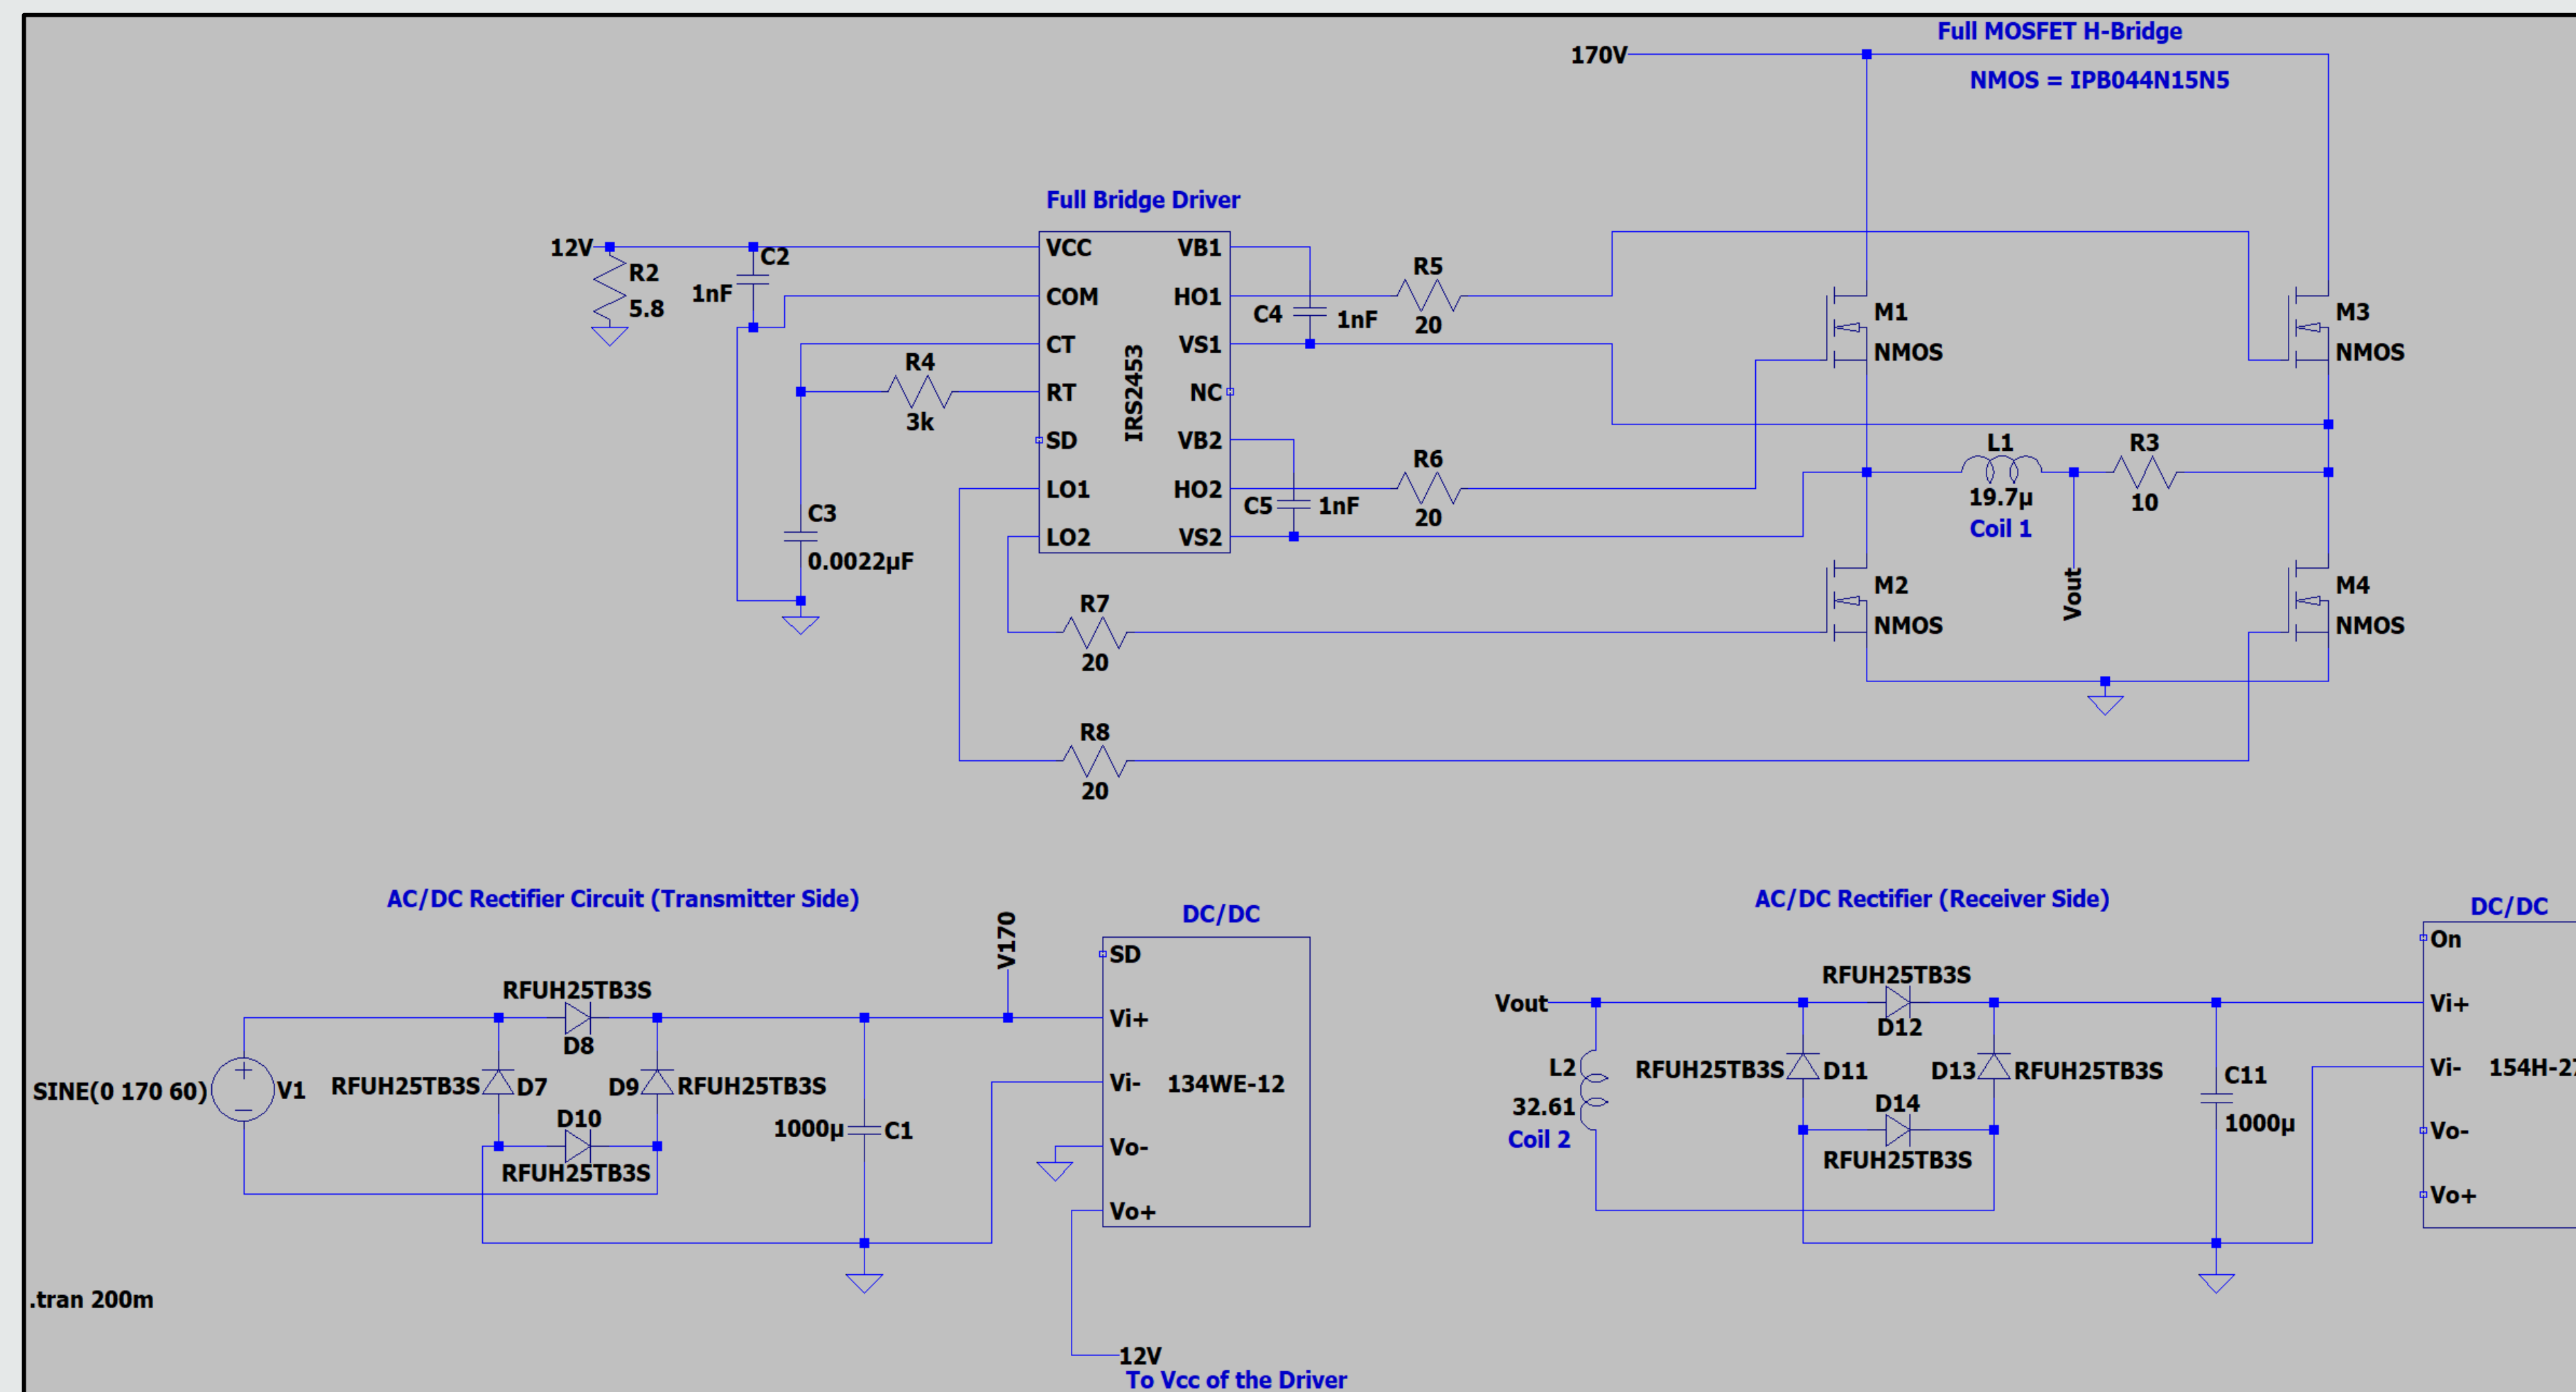 Full MOSFET H-Bridge
170V
NMOS = IPB044N15N5
Full Bridge Driver
12V
R2
5.8
C2
1nF
VCC
COM
CT
RT
SD
LO1
LO2
IRS2453
VB1
HO1
VS1
NC
VB2
HO2
VS2
R4
3k
C3
0.0022µF
C4
1nF
R5
20
C5
1nF
R6
20
R7
20
R8
20
M1
NMOS
M3
NMOS
L1
19.7µ
Coil 1
R3
10
Vout
M2
NMOS
M4
NMOS
AC/DC Rectifier Circuit (Transmitter Side)
V170
DC/DC
SINE(0 170 60)
V1
RFUH25TB3S
D8
RFUH25TB3S
D7
D9
RFUH25TB3S
D10
RFUH25TB3S
1000µ
C1
SD
Vi+
Vi-
134WE-12
Vo-
Vo+
12V
To Vcc of the Driver
.tran 200m
AC/DC Rectifier (Receiver Side)
DC/DC
Vout
L2
32.61
Coil 2
RFUH25TB3S
D12
RFUH25TB3S
D11
D13
RFUH25TB3S
D14
RFUH25TB3S
C11
1000µ
On
Vi+
Vi-
Vo-
Vo+